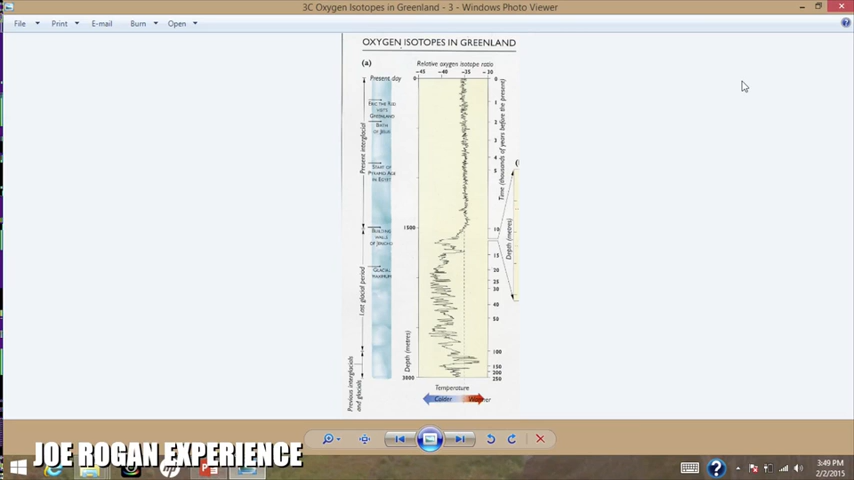 3C Oxygen Isotopes in Greenland - 3 - Windows Photo Viewer
File Print E-mail Burn Open
OXYGEN ISOTOPES IN GREENLAND
(a)
Relative oxygen isotope ratio
-45 -40 -35 -30
Present day
0
0
ERIC THE RED
VISITS
GREENLAND
1
BIRTH
OF JESUS
2
3
4
START OF
PYRAMID AGE
IN EGYPT
5
Present interglacial
Time (thousands of years before the present)
1500
10
BUILDING
WALLS
OF JERICHO
15
GLACIAL
MAXIMUM
20
25
30
40
50
Last glacial period
100
150
200
250
3000
Depth (metres)
Depth (metres)
Previous interglacials
and glacials
Temperature
Colder Warmer
JOE ROGAN EXPERIENCE
hp
3:49 PM
2/2/2015